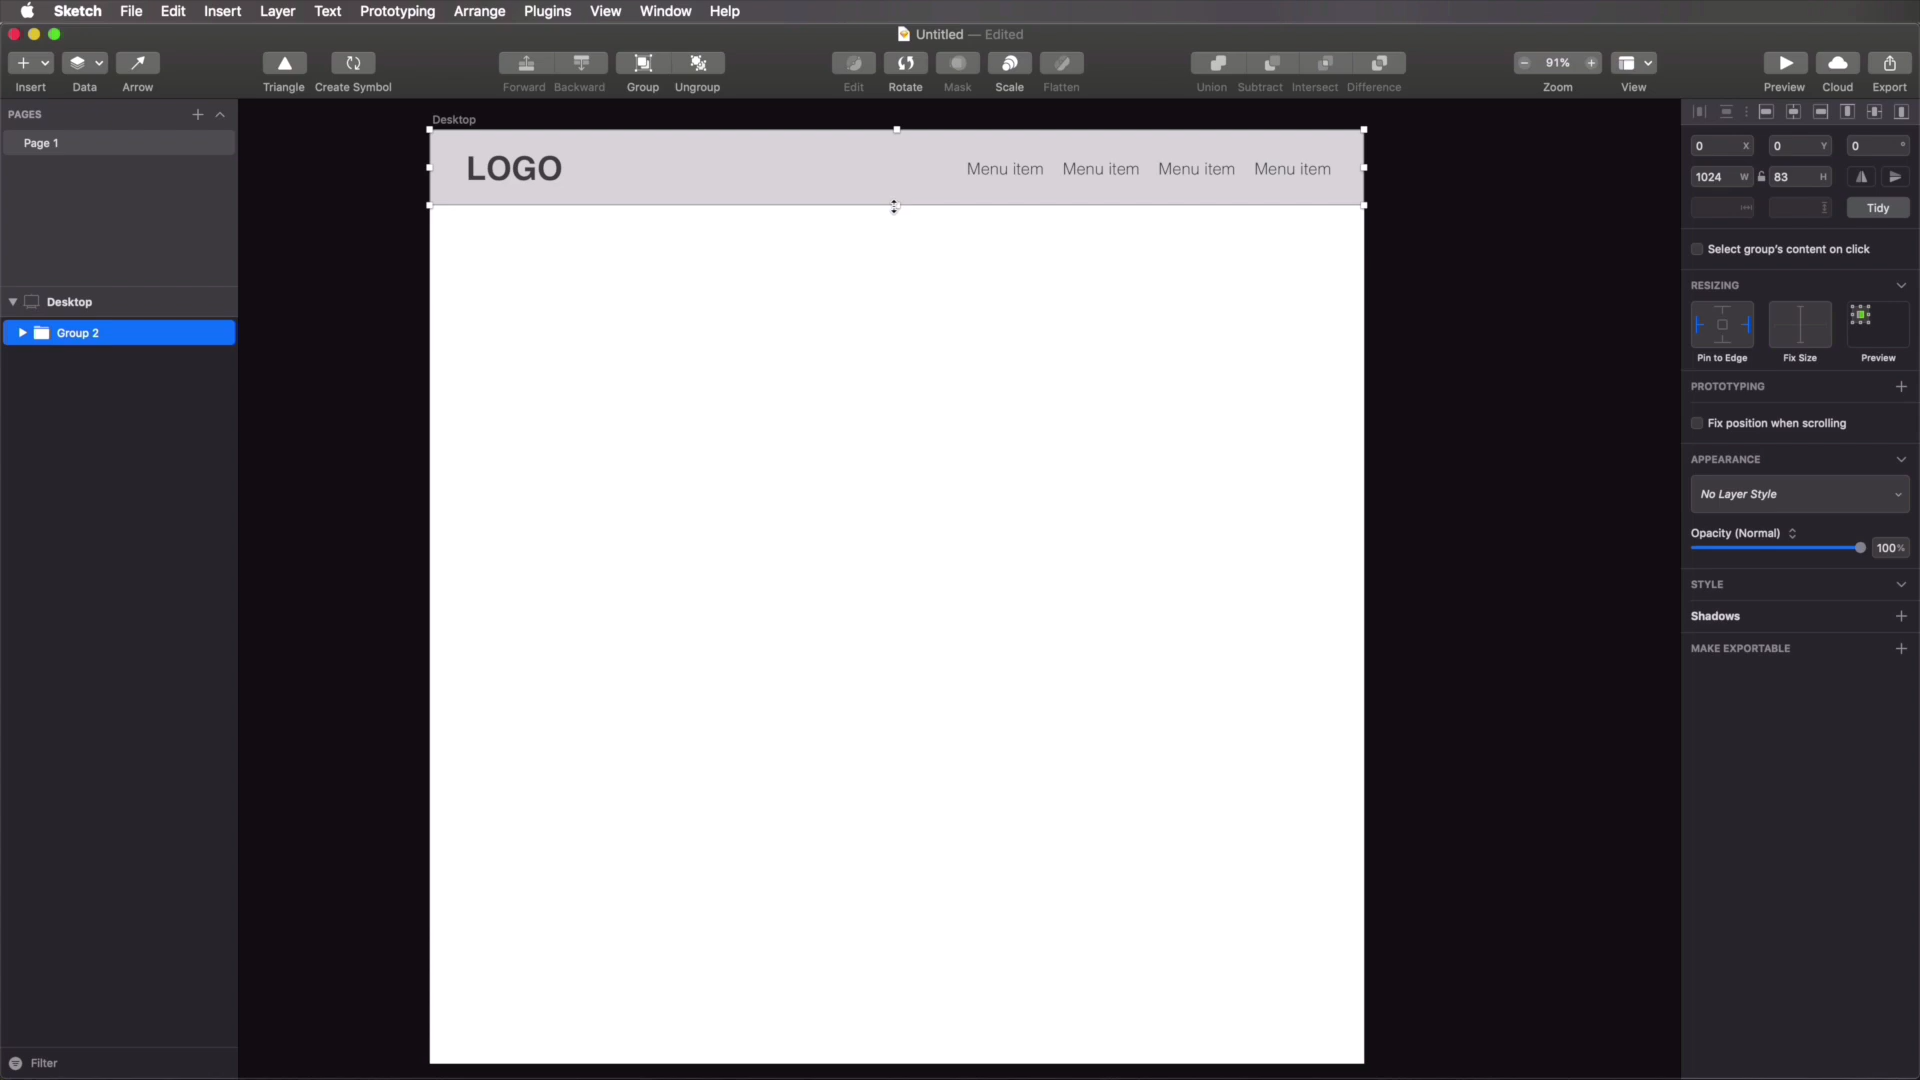 Sketch File Edit Insert Layer Text Prototyping Arrange Plugins View Window Help
Untitled — Edited
91%
Insert Data Arrow Triangle Create Symbol Forward Backward Group Ungroup Edit Rotate Mask Scale Flatten Union Subtract Intersect Difference Zoom View Preview Cloud Export
PAGES
Page 1
Desktop
Group 2
Filter
Desktop
LOGO Menu item Menu item Menu item Menu item
0 X 0 Y 0 °
1024 W 83 H
Tidy
Select group's content on click
RESIZING
Pin to Edge Fix Size Preview
PROTOTYPING
Fix position when scrolling
APPEARANCE
No Layer Style
Opacity (Normal)
100%
STYLE
Shadows
MAKE EXPORTABLE